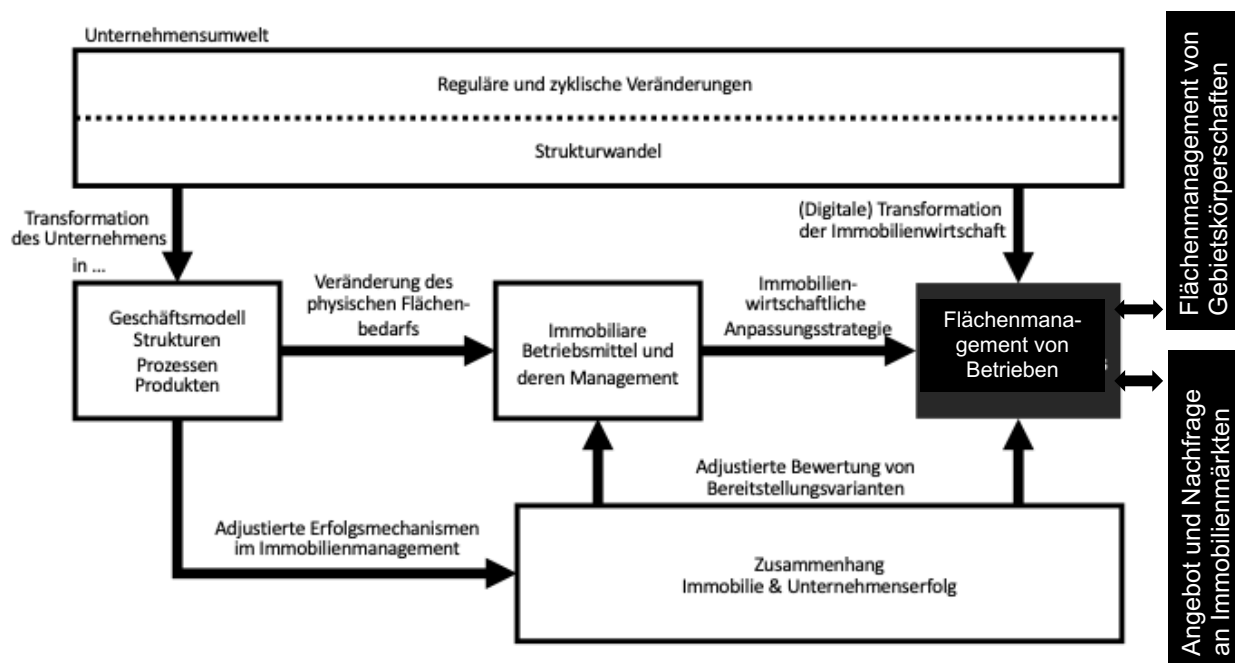 Unternehmensumwelt
Reguläre und zyklische Veränderungen
Strukturwandel
Transformation
des Unternehmens
in ...
(Digitale) Transformation
der Immobilienwirtschaft
Geschäftsmodell
Strukturen
Prozessen
Produkten
Veränderung des
physischen Flächen-
bedarfs
Immobiliare
Betriebsmittel und
deren Management
Immobilien-
wirtschaftliche
Anpassungsstrategie
Flächenmana-
gement von
Betrieben
s
Adjustierte Bewertung von
Bereitstellungsvarianten
Adjustierte Erfolgsmechanismen
im Immobilienmanagement
Zusammenhang
Immobilie & Unternehmenserfolg
Flächenmanagement von
Gebietskörperschaften
Angebot und Nachfrage
an Immobilienmärkten